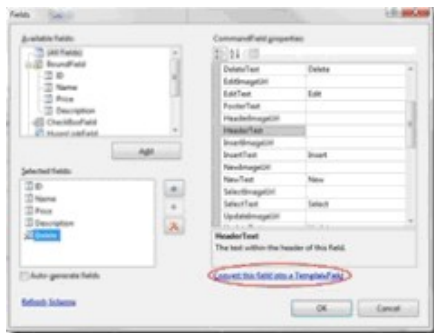 Fields
Available fields:
(All Fields)
BoundField
ID
Name
Price
Description
CheckBoxField
HyperLinkField
Add
Selected fields:
ID
Name
Price
Description
Delete
Auto-generate fields
Refresh Schema
CommandField properties:
DeleteText Delete
EditImageUrl
EditText Edit
FooterText
HeaderImageUrl
HeaderText
InsertImageUrl
InsertText Insert
NewImageUrl
NewText New
SelectImageUrl
SelectText Select
UpdateImageUrl
HeaderText
The text within the header of this field.
Convert this field into a TemplateField
OK Cancel